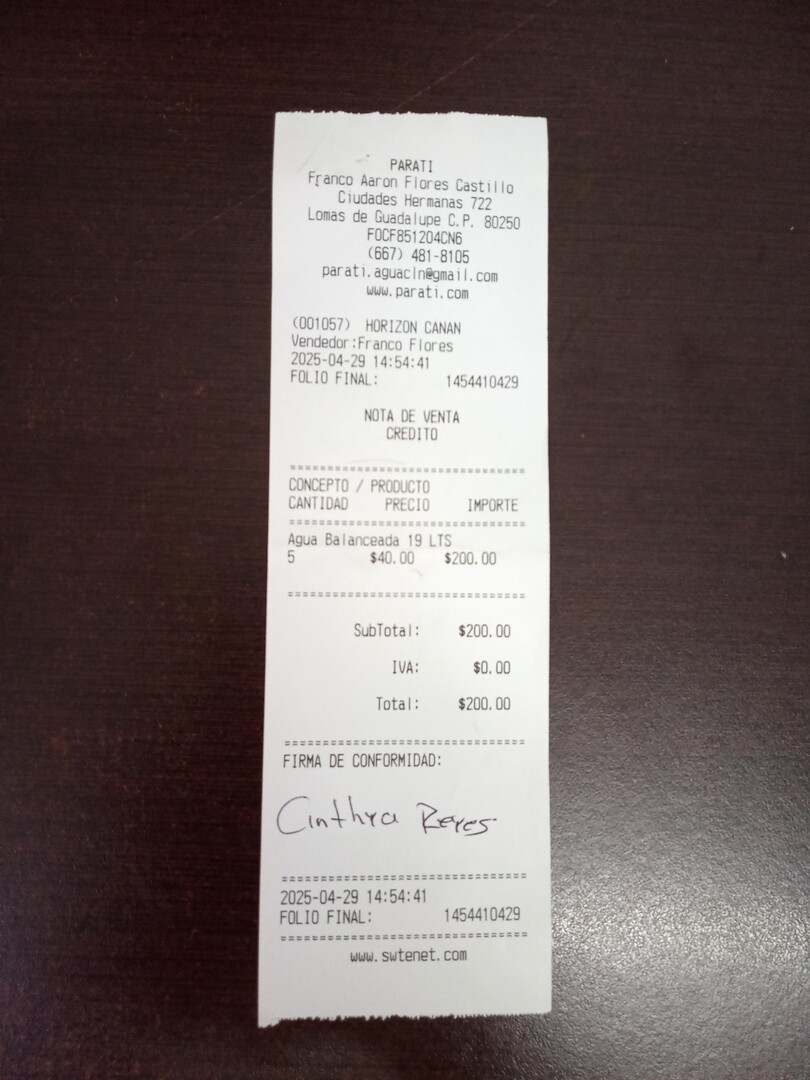 PARATI
Franco Aaron Flores Castillo
Ciudades Hermanas 722
Lomas de Guadalupe C.P. 80250
FOCF851204CN6
(667) 481-8105
parati.aguacln@gmail.com
www.parati.com
(001057) HORIZON CANAN
Vendedor:Franco Flores
2025-04-29 14:54:41
FOLIO FINAL: 1454410429
NOTA DE VENTA
CREDITO
================================
CONCEPTO / PRODUCTO
CANTIDAD PRECIO IMPORTE
================================
Agua Balanceada 19 LTS
5 $40.00 $200.00
================================
SubTotal: $200.00
IVA: $0.00
Total: $200.00
================================
FIRMA DE CONFORMIDAD:
Cinthya Reyes
================================
2025-04-29 14:54:41
FOLIO FINAL: 1454410429
================================
www.swtenet.com